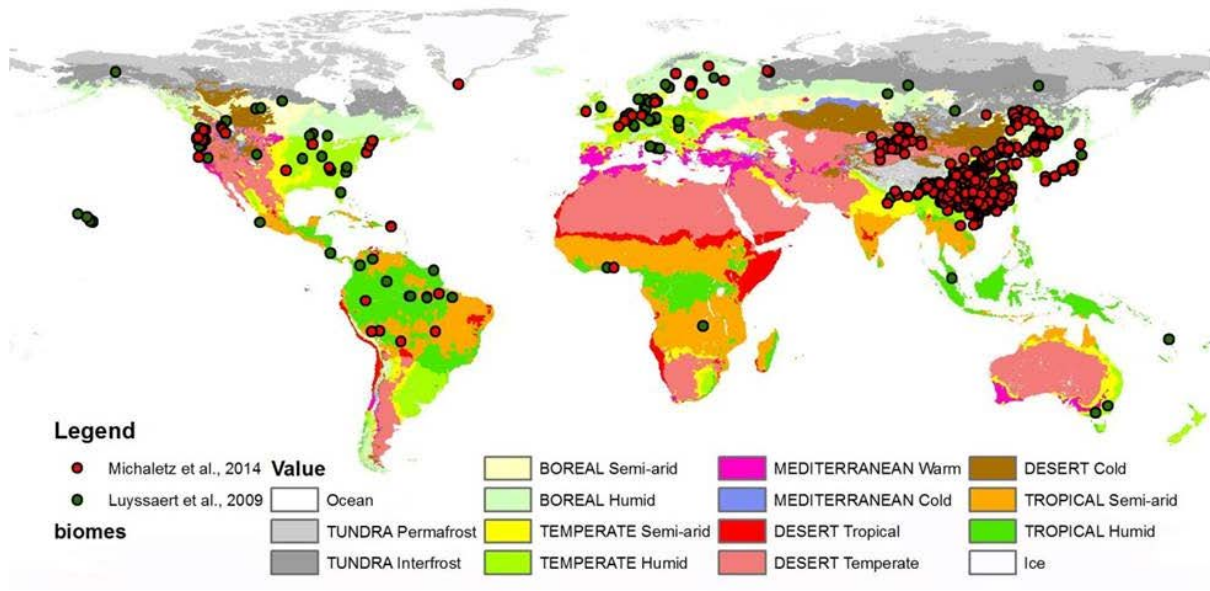 Legend
Michaletz et al., 2014
Luyssaert et al., 2009
biomes
Value
Ocean
TUNDRA Permafrost
TUNDRA Interfrost
BOREAL Semi-arid
BOREAL Humid
TEMPERATE Semi-arid
TEMPERATE Humid
MEDITERRANEAN Warm
MEDITERRANEAN Cold
DESERT Tropical
DESERT Temperate
DESERT Cold
TROPICAL Semi-arid
TROPICAL Humid
Ice